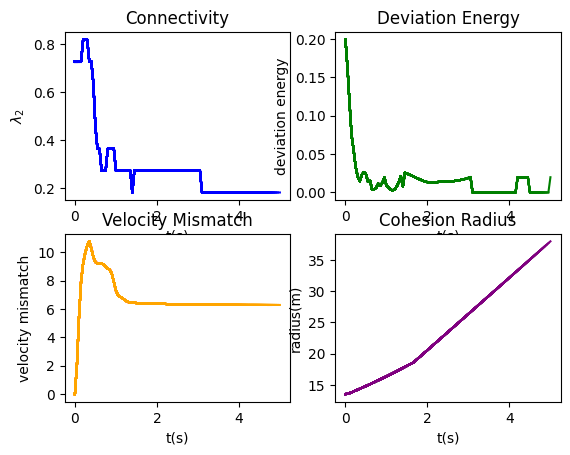 Connectivity
Deviation Energy
0.8
0.6
0.4
0.2
λ2
0
2
4
t(s)
0.20
0.15
0.10
0.05
0.00
deviation energy
0
2
4
t(s)
Velocity Mismatch
Cohesion Radius
10
8
6
4
2
0
velocity mismatch
0
2
4
t(s)
35
30
25
20
15
radius(m)
0
2
4
t(s)